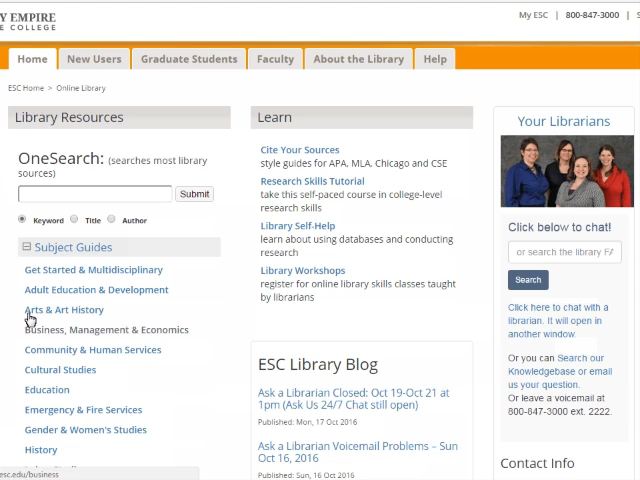 Y EMPIRE
E COLLEGE
My ESC | 800-847-3000 | S
Home
New Users
Graduate Students
Faculty
About the Library
Help
ESC Home > Online Library
Library Resources
OneSearch: (searches most library
sources)
Submit
Keyword
Title
Author
Subject Guides
Get Started & Multidisciplinary
Adult Education & Development
Arts & Art History
Business, Management & Economics
Community & Human Services
Cultural Studies
Education
Emergency & Fire Services
Gender & Women's Studies
History
esc.edu/business
Learn
Cite Your Sources
style guides for APA, MLA, Chicago and CSE
Research Skills Tutorial
take this self-paced course in college-level
research skills
Library Self-Help
learn about using databases and conducting
research
Library Workshops
register for online library skills classes taught
by librarians
ESC Library Blog
Ask a Librarian Closed: Oct 19-Oct 21 at
1pm (Ask Us 24/7 Chat still open)
Published: Mon, 17 Oct 2016
Ask a Librarian Voicemail Problems – Sun
Oct 16, 2016
Published: Sun, 16 Oct 2016
Your Librarians
Click below to chat!
or search the library FA
Search
Click here to chat with a
librarian. It will open in
another window.
Or you can Search our
Knowledgebase or email
us your question.
Or leave a voicemail at
800-847-3000 ext. 2222.
Contact Info